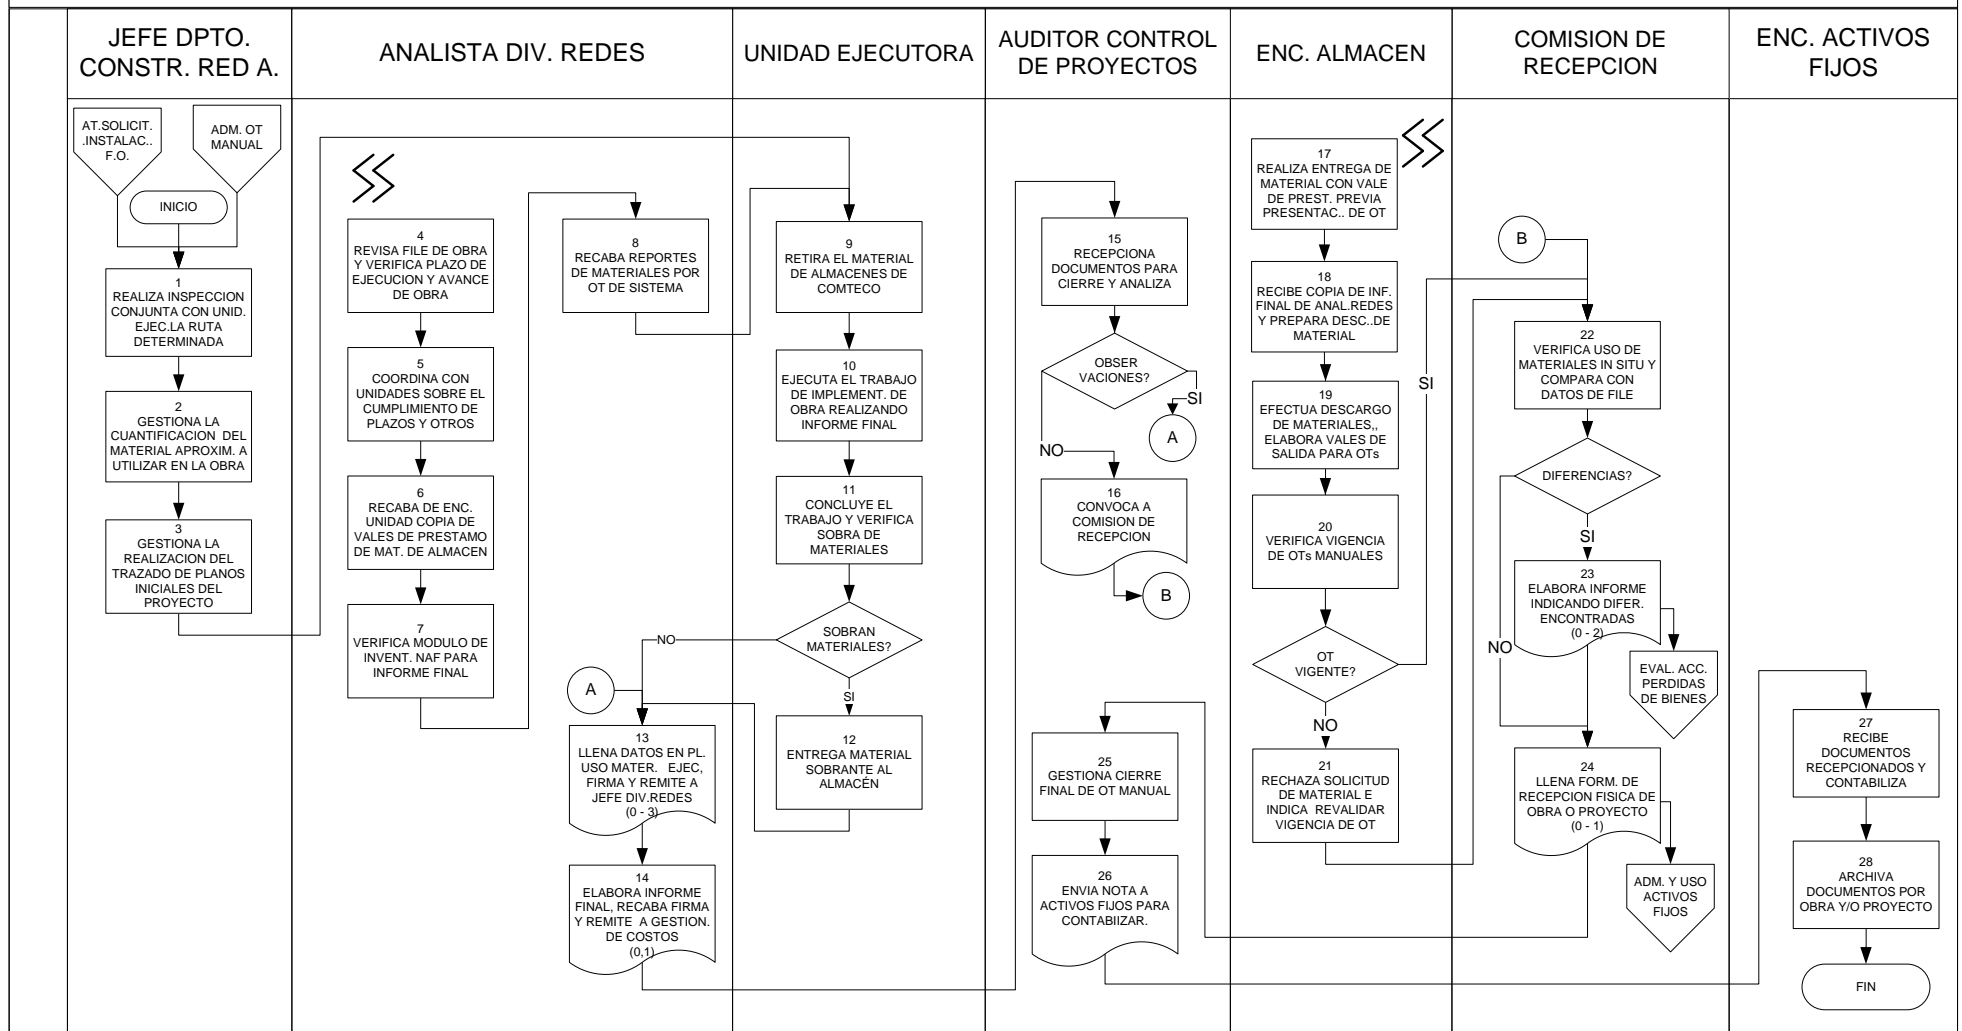 JEFE DPTO.
CONSTR. RED A.
ANALISTA DIV. REDES
UNIDAD EJECUTORA
AUDITOR CONTROL
DE PROYECTOS
ENC. ALMACEN
COMISION DE
RECEPCION
ENC. ACTIVOS
FIJOS
AT.SOLICIT.
.INSTALAC..
F.O.
ADM. OT
MANUAL
INICIO
1
REALIZA INSPECCION
CONJUNTA CON UNID.
EJEC.LA RUTA
DETERMINADA
2
GESTIONA LA
CUANTIFICACION DEL
MATERIAL APROXIM. A
UTILIZAR EN LA OBRA
3
GESTIONA LA
REALIZACION DEL
TRAZADO DE PLANOS
INICIALES DEL
PROYECTO
4
REVISA FILE DE OBRA
Y VERIFICA PLAZO DE
EJECUCION Y AVANCE
DE OBRA
5
COORDINA CON
UNIDADES SOBRE EL
CUMPLIMIENTO DE
PLAZOS Y OTROS
6
RECABA DE ENC.
UNIDAD COPIA DE
VALES DE PRESTAMO
DE MAT. DE ALMACEN
7
VERIFICA MODULO DE
INVENT. NAF PARA
INFORME FINAL
8
RECABA REPORTES
DE MATERIALES POR
OT DE SISTEMA
A
13
LLENA DATOS EN PL.
USO MATER. EJEC,
FIRMA Y REMITE A
JEFE DIV.REDES
(0 - 3)
14
ELABORA INFORME
FINAL, RECABA FIRMA
Y REMITE A GESTION.
DE COSTOS
(0,1)
9
RETIRA EL MATERIAL
DE ALMACENES DE
COMTECO
10
EJECUTA EL TRABAJO
DE IMPLEMENT. DE
OBRA REALIZANDO
INFORME FINAL
11
CONCLUYE EL
TRABAJO Y VERIFICA
SOBRA DE
MATERIALES
SOBRAN
MATERIALES?
NO
SI
12
ENTREGA MATERIAL
SOBRANTE AL
ALMACÉN
15
RECEPCIONA
DOCUMENTOS PARA
CIERRE Y ANALIZA
OBSER
VACIONES?
SI
A
NO
16
CONVOCA A
COMISION DE
RECEPCION
B
25
GESTIONA CIERRE
FINAL DE OT MANUAL
26
ENVIA NOTA A
ACTIVOS FIJOS PARA
CONTABIIZAR.
17
REALIZA ENTREGA DE
MATERIAL CON VALE
DE PREST. PREVIA
PRESENTAC.. DE OT
18
RECIBE COPIA DE INF.
FINAL DE ANAL.REDES
Y PREPARA DESC..DE
MATERIAL
19
EFECTUA DESCARGO
DE MATERIALES,,
ELABORA VALES DE
SALIDA PARA OTs
20
VERIFICA VIGENCIA
DE OTs MANUALES
OT
VIGENTE?
SI
NO
21
RECHAZA SOLICITUD
DE MATERIAL E
INDICA REVALIDAR
VIGENCIA DE OT
B
22
VERIFICA USO DE
MATERIALES IN SITU Y
COMPARA CON
DATOS DE FILE
DIFERENCIAS?
SI
NO
23
ELABORA INFORME
INDICANDO DIFER.
ENCONTRADAS
(0 - 2)
EVAL. ACC.
PERDIDAS
DE BIENES
24
LLENA FORM. DE
RECEPCION FISICA DE
OBRA O PROYECTO
(0 - 1)
ADM. Y USO
ACTIVOS
FIJOS
27
RECIBE
DOCUMENTOS
RECEPCIONADOS Y
CONTABILIZA
28
ARCHIVA
DOCUMENTOS POR
OBRA Y/O PROYECTO
FIN